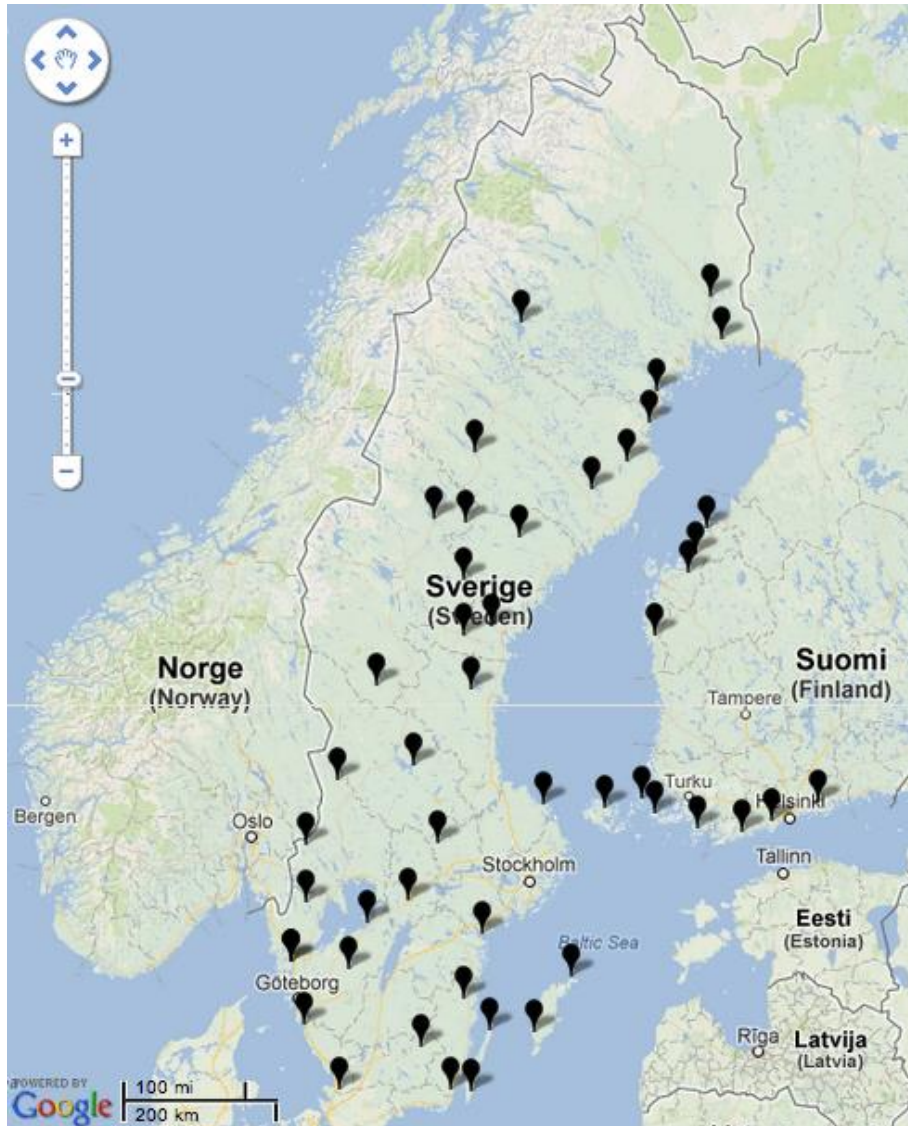 Sverige
(Sweden)
Norge
(Norway)
Suomi
(Finland)
Tampere
Bergen
Oslo
Turku
Helsinki
Stockholm
Tallinn
Eesti
(Estonia)
Baltic Sea
Göteborg
Rīga
Latvija
(Latvia)
POWERED BY
Google
100 mi
200 km